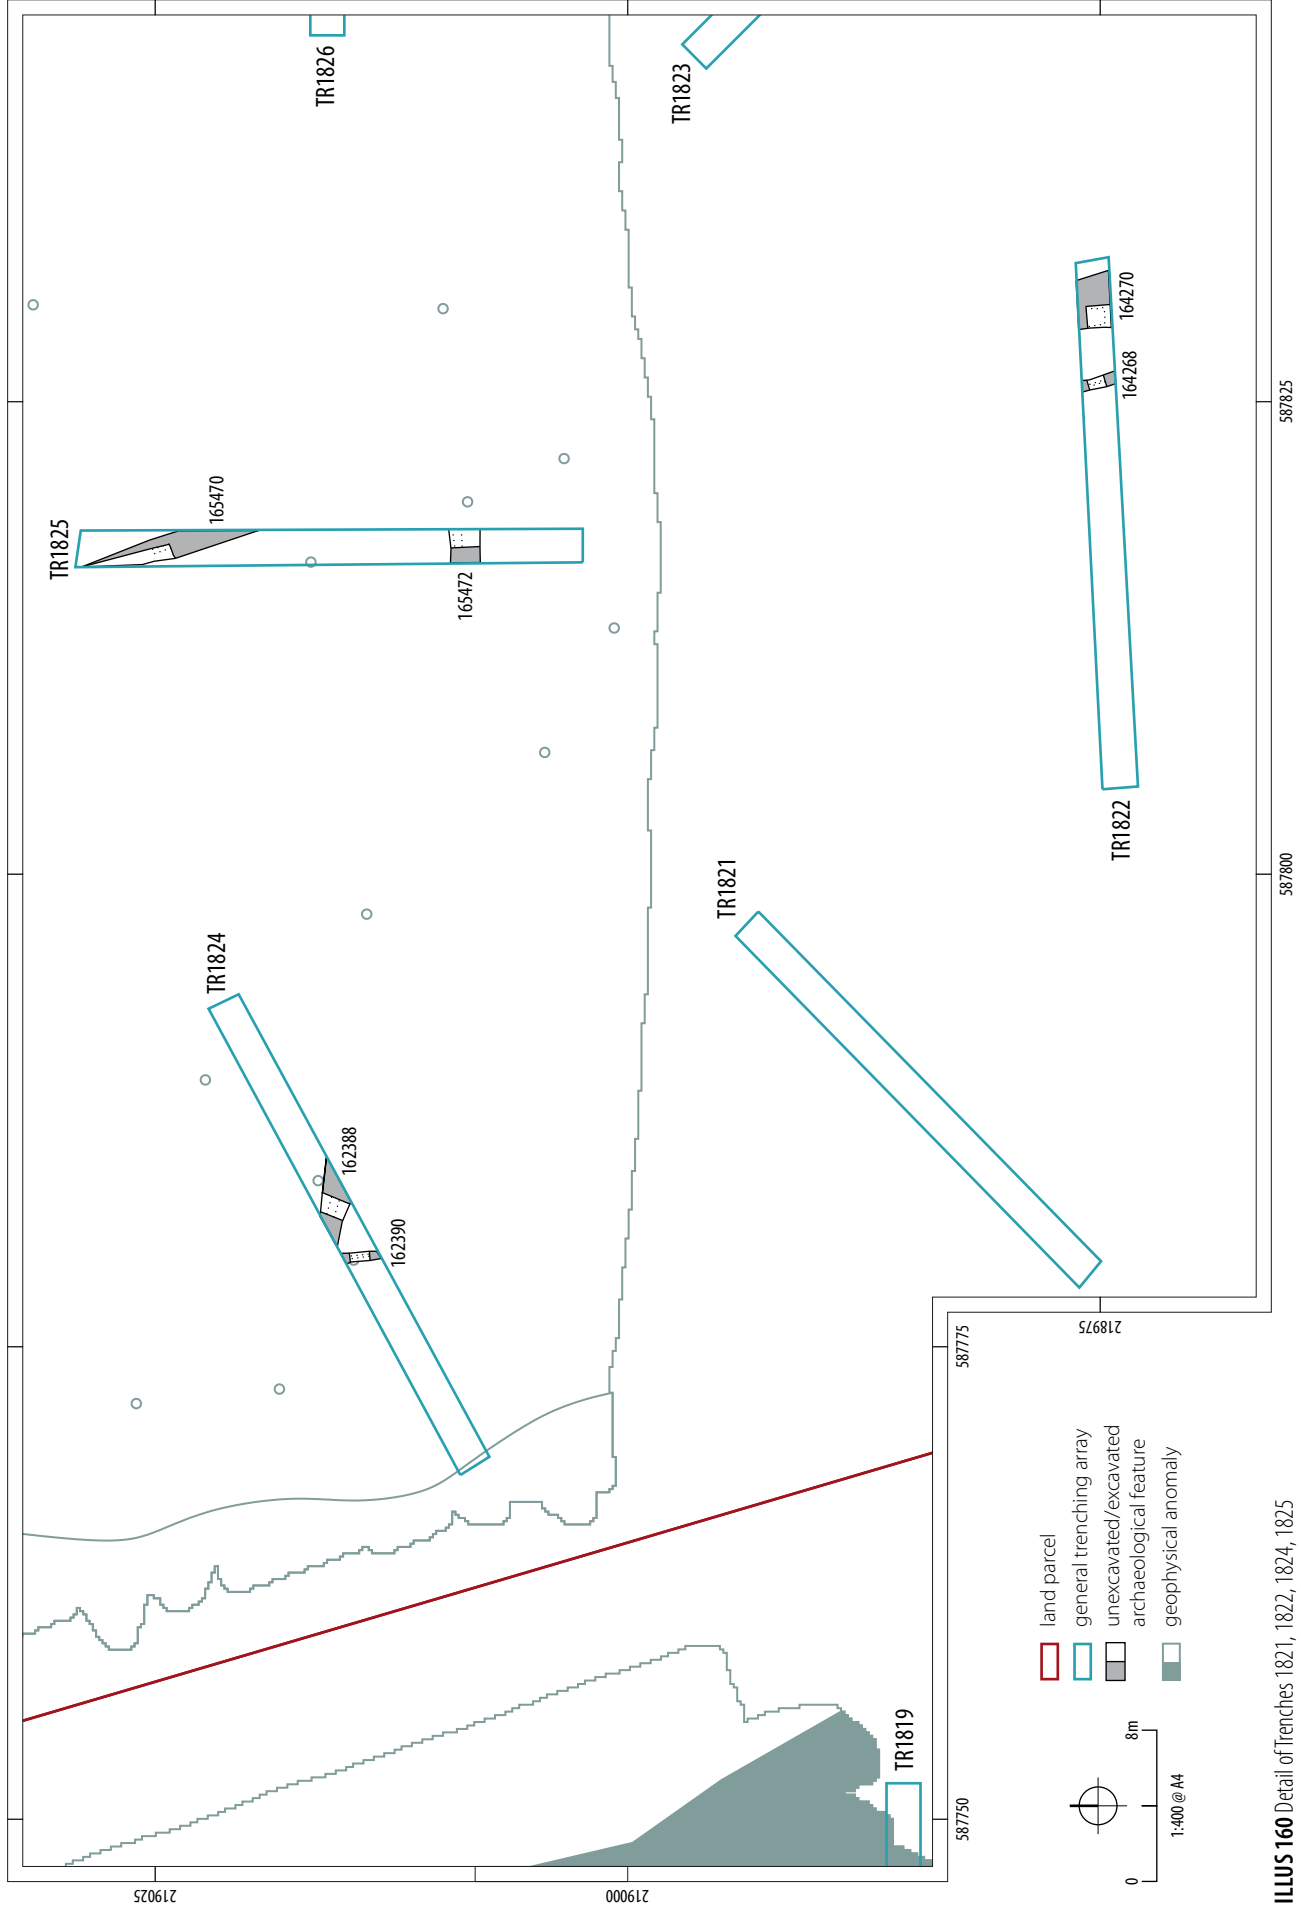 TR1826
TR1823
TR1825
165470
165472
164270
164268
TR1822
TR1824
162388
162390
TR1821
TR1819
219025
219000
218975
587750
587775
587800
587825
land parcel
general trenching array
unexcavated/excavated
archaeological feature
geophysical anomaly
0
8m
1:400 @ A4
ILLUS 160 Detail of Trenches 1821, 1822, 1824, 1825